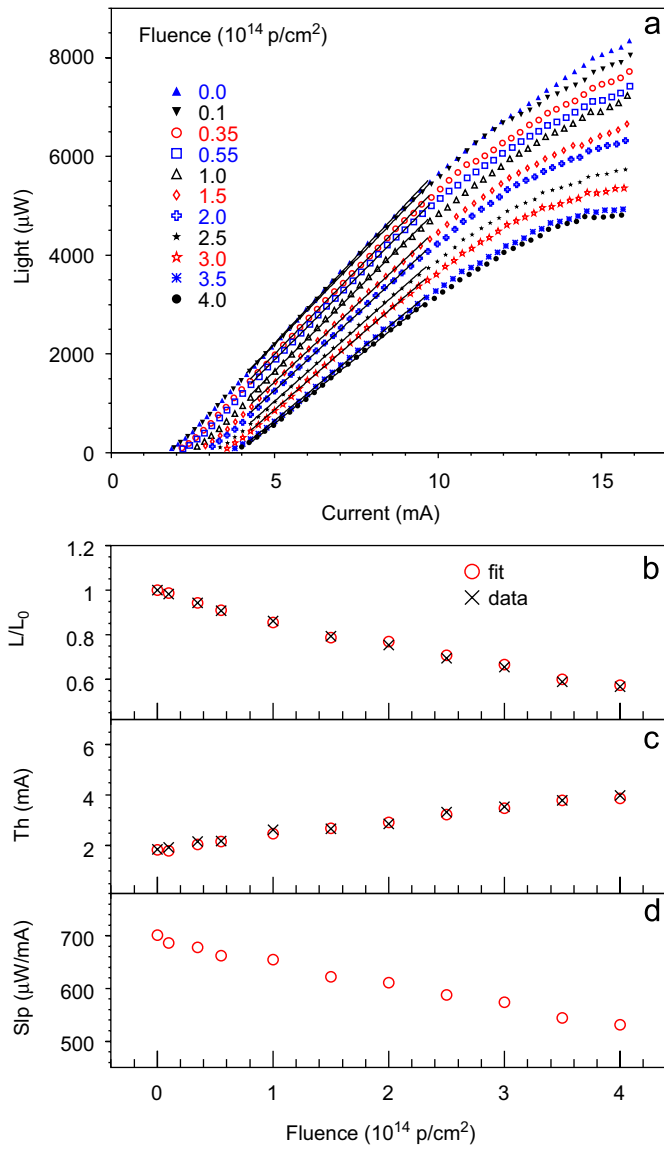 a
Fluence (10¹⁴ p/cm²)
0.0
0.1
0.35
0.55
1.0
1.5
2.0
2.5
3.0
3.5
4.0
8000
6000
4000
2000
0
Light (μW)
0 5 10 15
Current (mA)
b
fit
data
1.2
1
0.8
0.6
L/L₀
c
6
4
2
Th (mA)
d
700
600
500
Slp (μW/mA)
0 1 2 3 4
Fluence (10¹⁴ p/cm²)